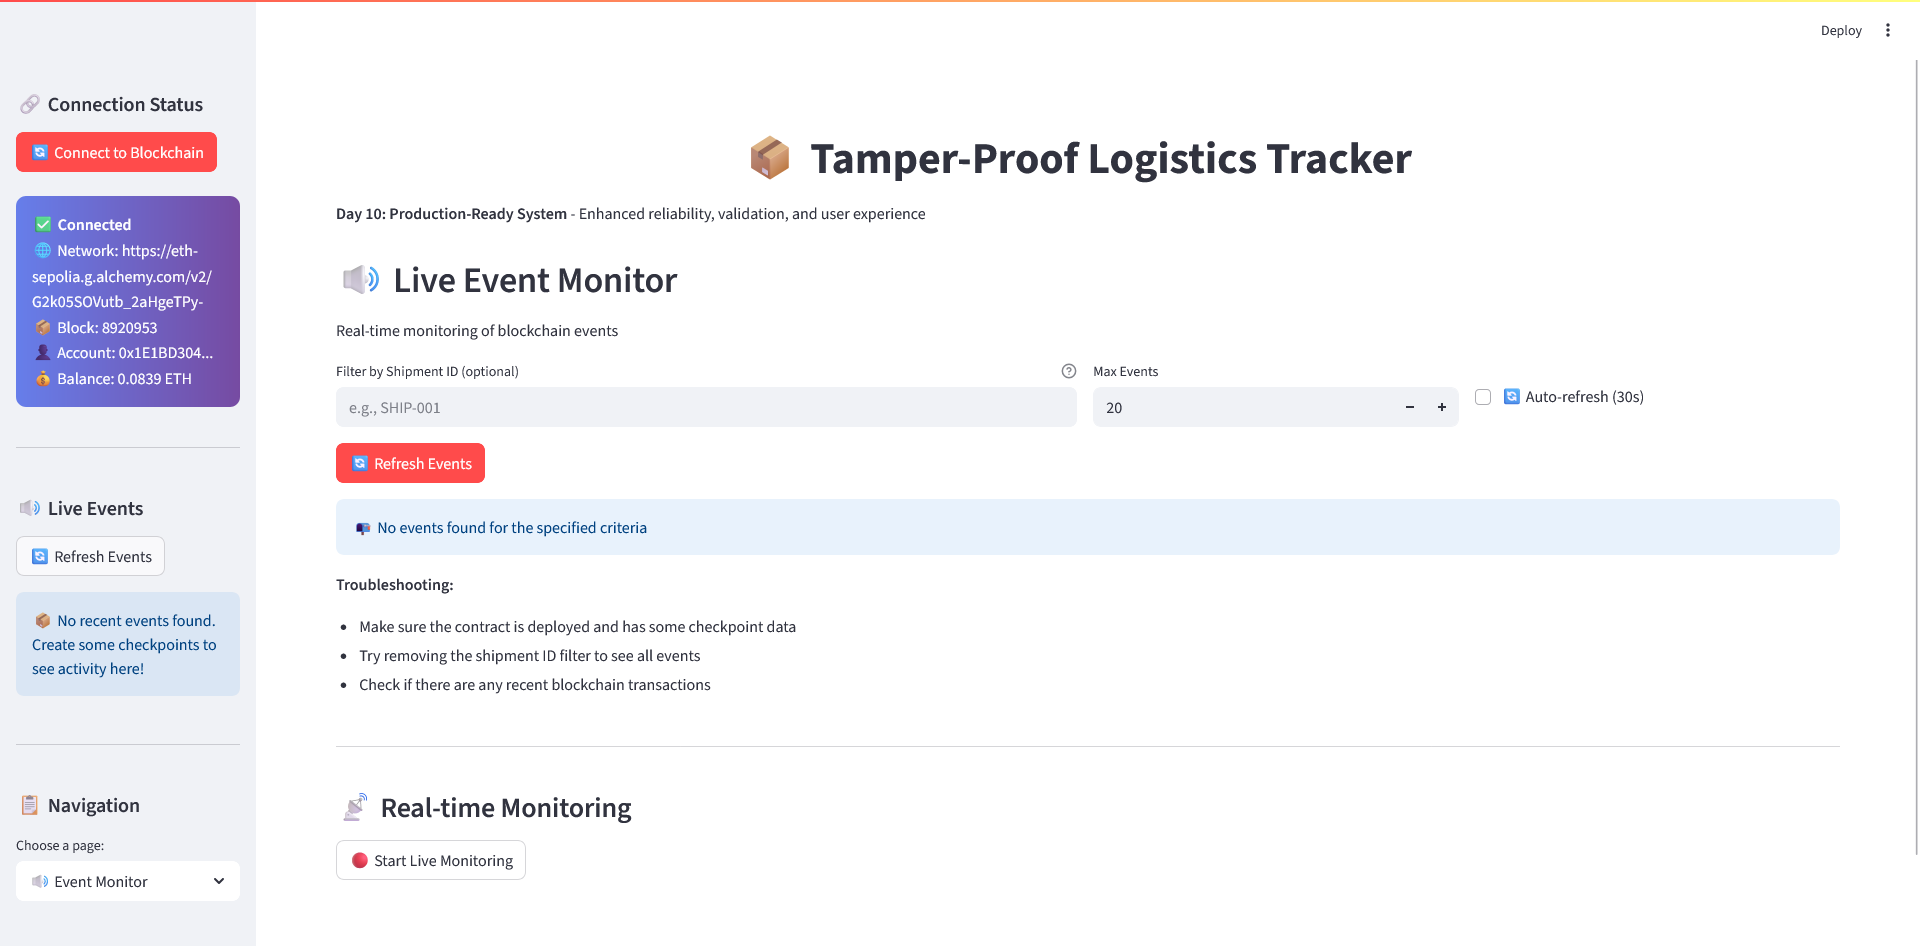 Deploy
🔗 Connection Status
🔄 Connect to Blockchain
✅ Connected
🌐 Network: https://eth-
sepolia.g.alchemy.com/v2/
G2k05SOVutb_2aHgeTPy-
📦 Block: 8920953
👤 Account: 0x1E1BD304...
💰 Balance: 0.0839 ETH
🔊 Live Events
🔄 Refresh Events
📦 No recent events found.
Create some checkpoints to
see activity here!
📋 Navigation
Choose a page:
🔊 Event Monitor
📦 Tamper-Proof Logistics Tracker
Day 10: Production-Ready System - Enhanced reliability, validation, and user experience
🔊 Live Event Monitor
Real-time monitoring of blockchain events
Filter by Shipment ID (optional)
e.g., SHIP-001
Max Events
20
🔄 Auto-refresh (30s)
🔄 Refresh Events
📭 No events found for the specified criteria
Troubleshooting:
• Make sure the contract is deployed and has some checkpoint data
• Try removing the shipment ID filter to see all events
• Check if there are any recent blockchain transactions
📡 Real-time Monitoring
🔴 Start Live Monitoring